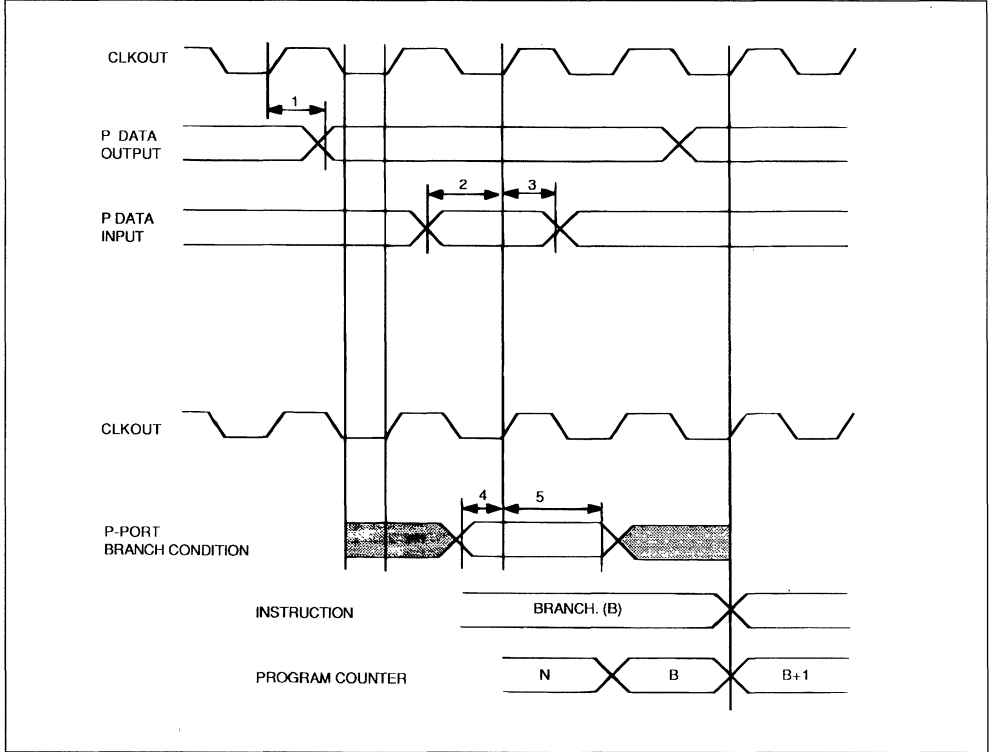 CLKOUT
1
P DATA
OUTPUT
2
3
P DATA
INPUT
CLKOUT
4
5
P-PORT
BRANCH CONDITION
INSTRUCTION
BRANCH. (B)
PROGRAM COUNTER
N
B
B+1